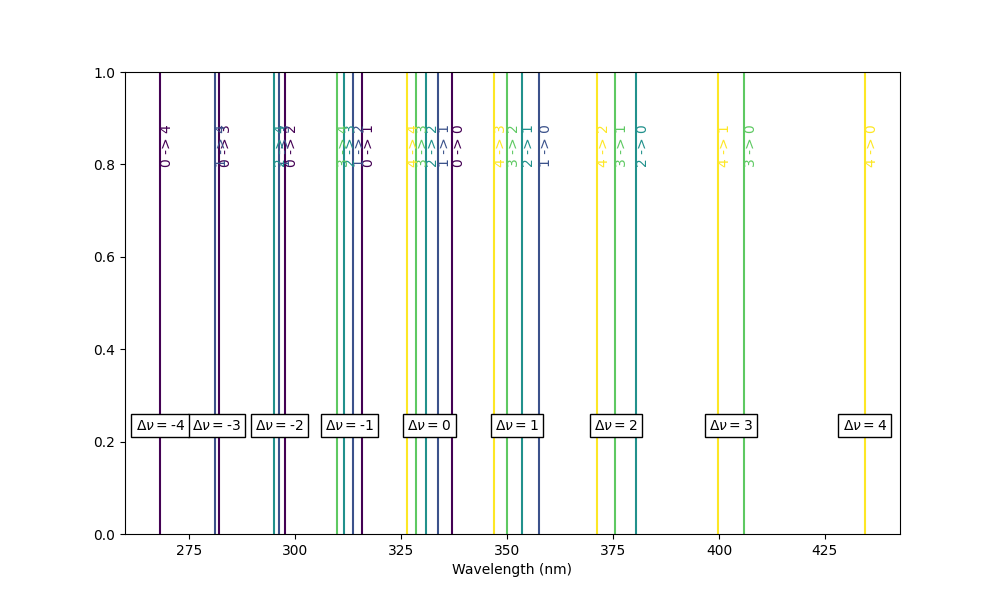 1.0
0.8
0.6
0.4
0.2
0.0
0 -> 4
0 -> 3
0 -> 2
3 -> 4
2 -> 3
1 -> 2
0 -> 1
4 -> 4
3 -> 3
2 -> 2
1 -> 1
0 -> 0
4 -> 3
3 -> 2
2 -> 1
1 -> 0
4 -> 2
3 -> 1
2 -> 0
4 -> 1
3 -> 0
4 -> 0
Δν = -4
Δν = -3
Δν = -2
Δν = -1
Δν = 0
Δν = 1
Δν = 2
Δν = 3
Δν = 4
275
300
325
350
375
400
425
Wavelength (nm)